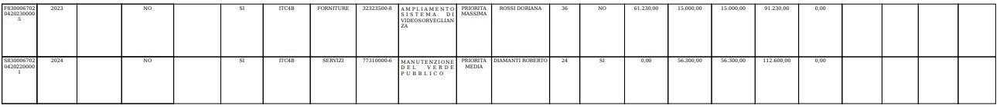 F830006702 2023 NO SI ITC4B FORNITURE 32323500-8 AMPLIAMENTO PRIORITA ROSSI DORIANA 36 NO 61.230,00 15.000,00 15.000,00 91.230,00 0,00
0420230000 SISTEMA DI MASSIMA
5 VIDEOSORVEGLIAN
ZA
S830006702 2024 NO SI ITC4B SERVIZI 77310000-6 MANUTENZIONE PRIORITA DIAMANTI ROBERTO 24 SI 0,00 56.300,00 56.300,00 112.600,00 0,00
0420220000 DEL VERDE MEDIA
1 PUBBLICO